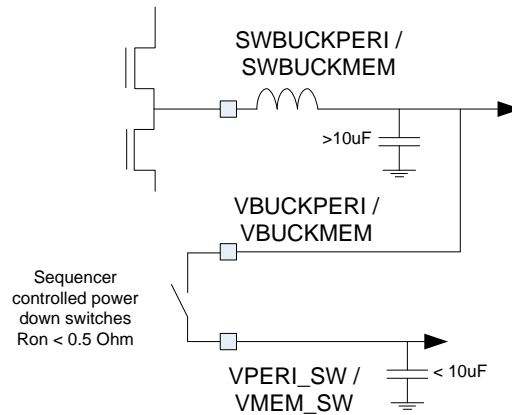 SWBUCKPERI /
SWBUCKMEM
>10uF
VBUCKPERI /
VBUCKMEM
Sequencer
controlled power
down switches
Ron < 0.5 Ohm
VPERI_SW /
VMEM_SW
< 10uF